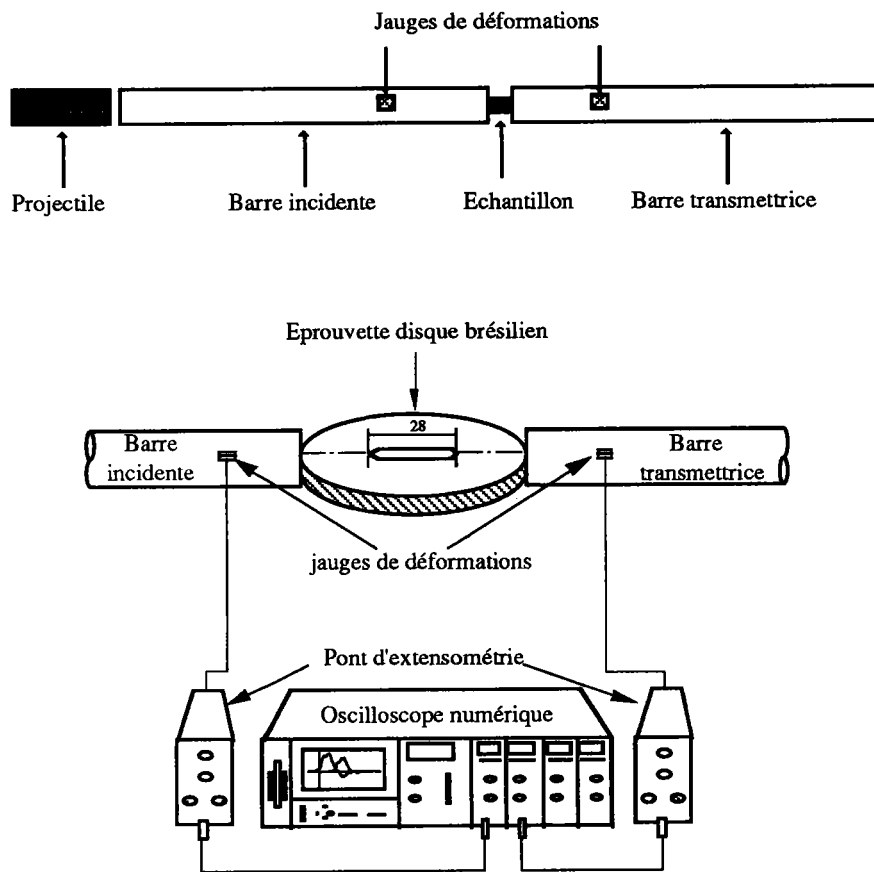 Jauges de déformations
Projectile
Barre incidente
Echantillon
Barre transmettrice
Eprouvette disque brésilien
28
Barre
incidente
Barre
transmettrice
jauges de déformations
Pont d'extensométrie
Oscilloscope numérique